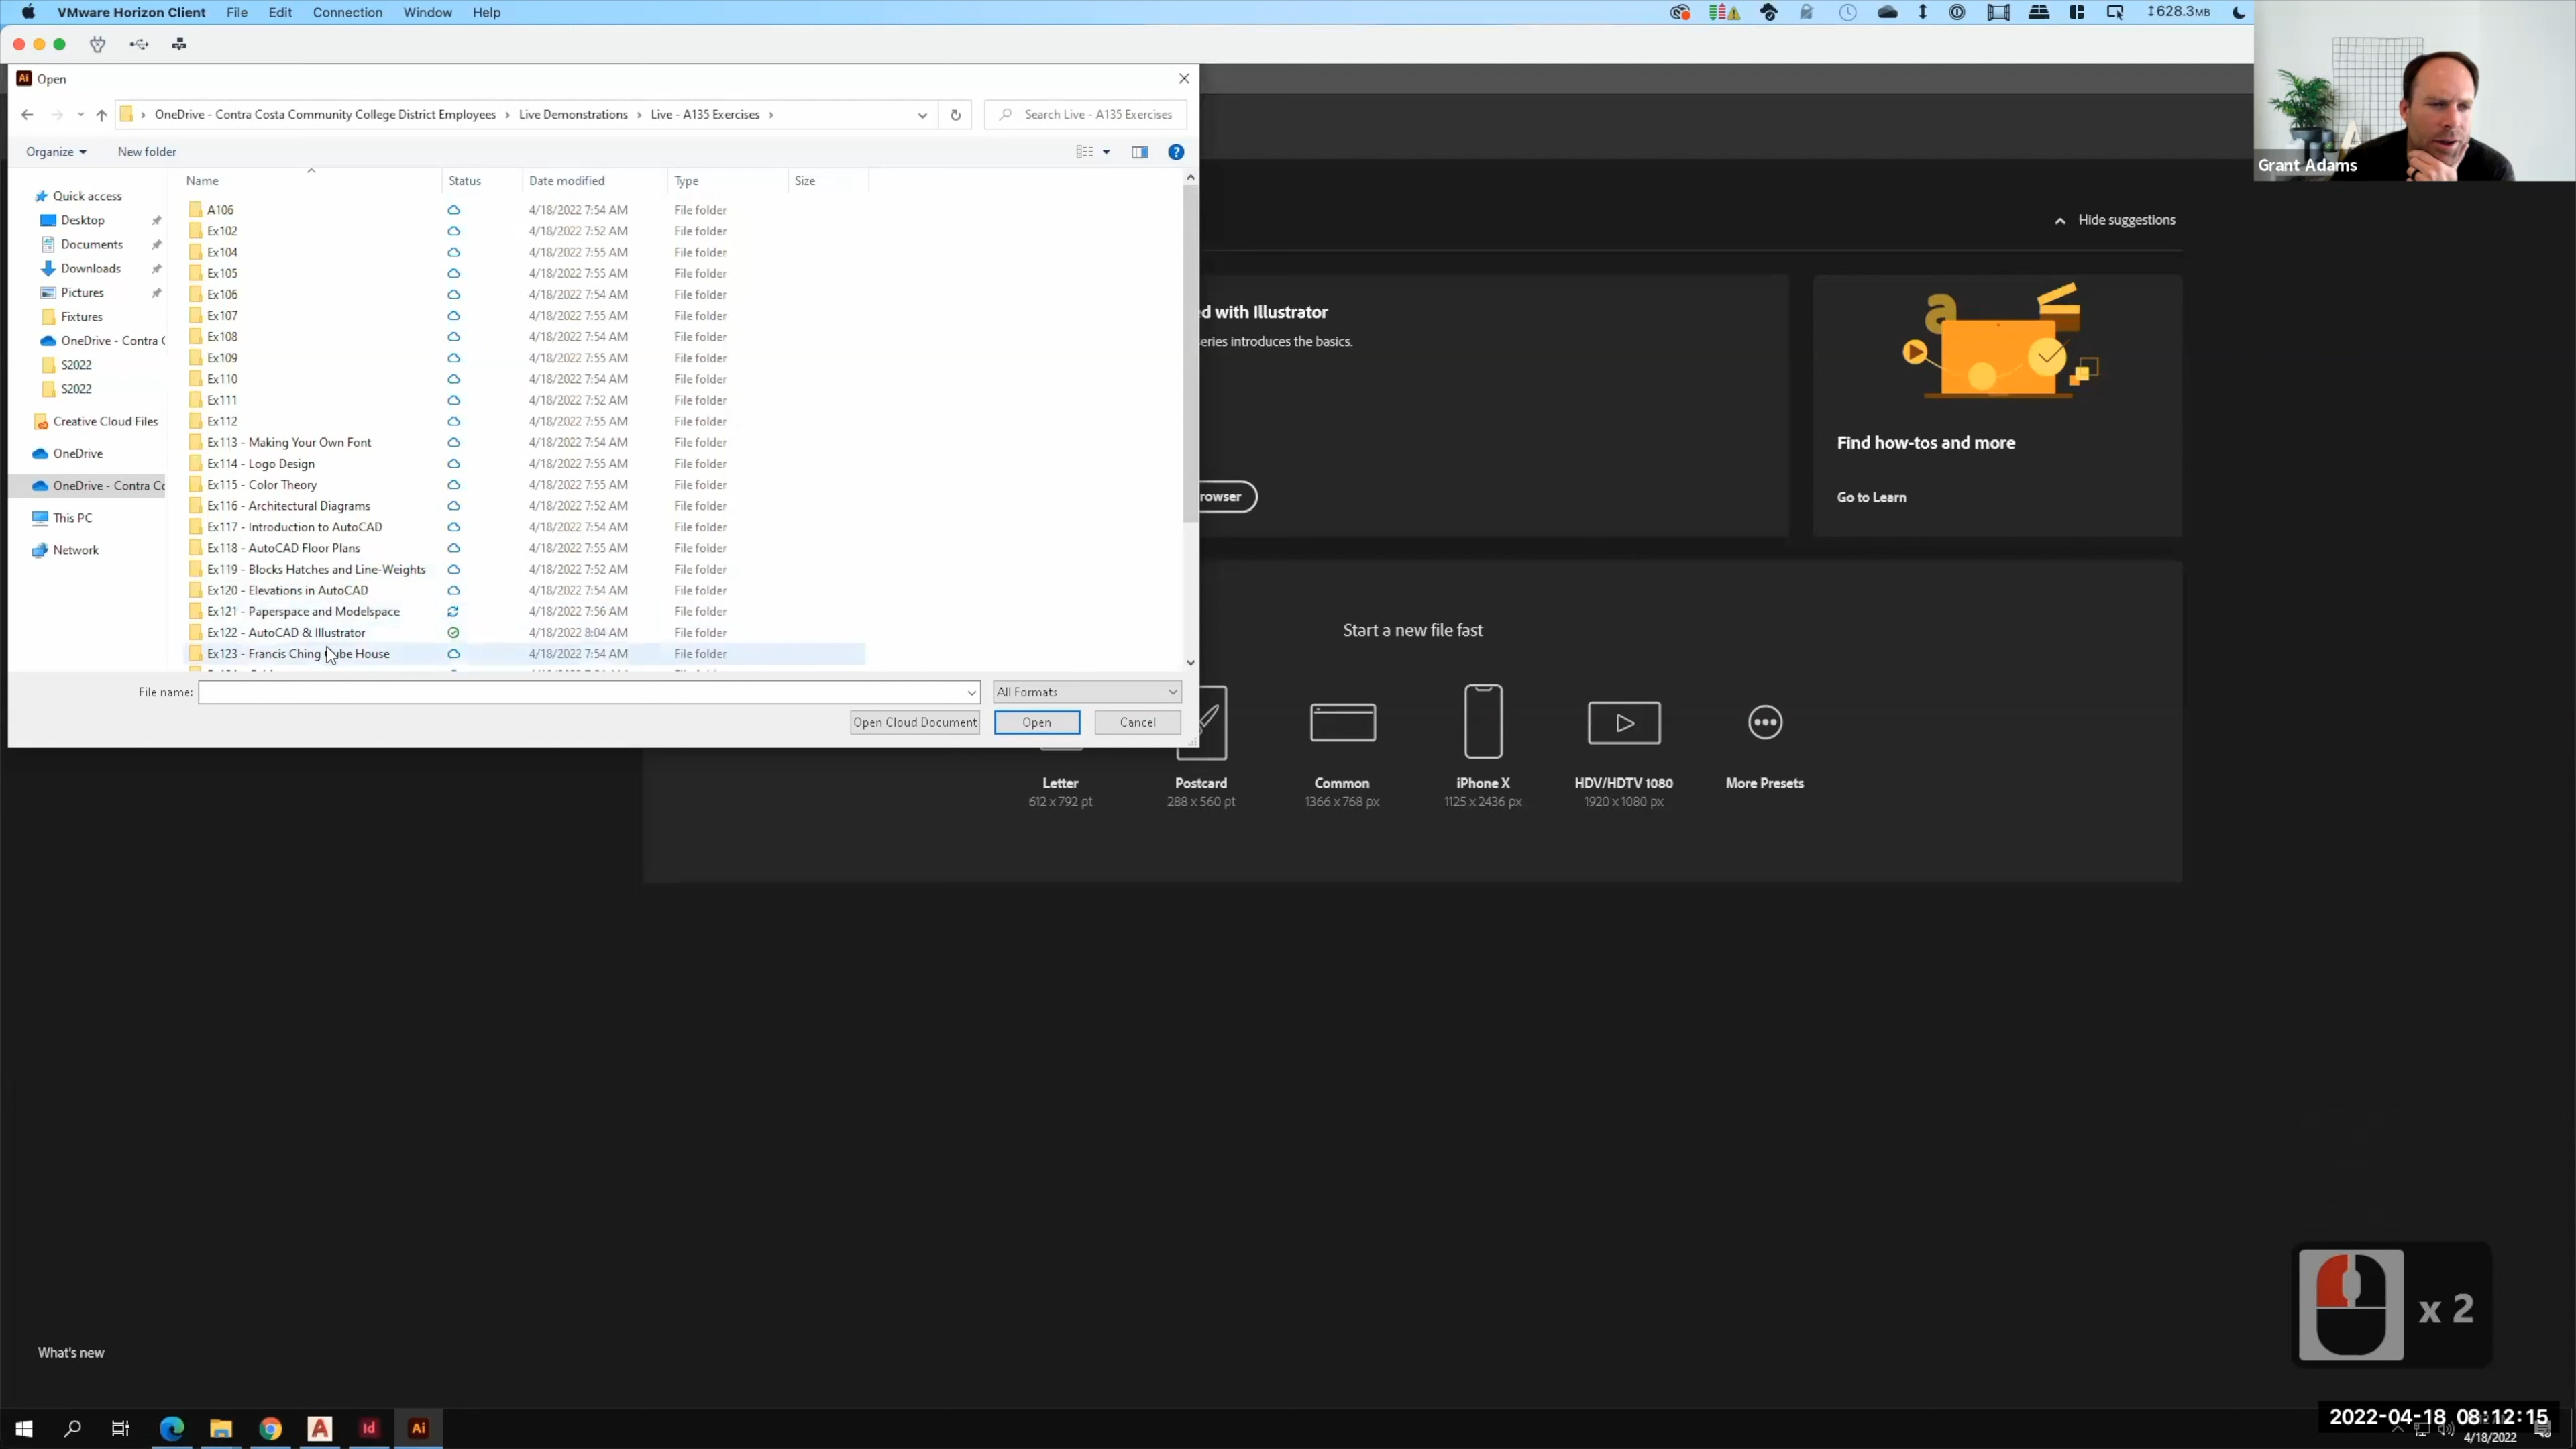 VMware Horizon Client File Edit Connection Window Help
628.3MB
Ai Open
OneDrive - Contra Costa Community College District Employees › Live Demonstrations › Live - A135 Exercises ›
Search Live - A135 Exercises
Organize New folder
Name Status Date modified Type Size
Quick access
Desktop
Documents
Downloads
Pictures
Fixtures
OneDrive - Contra C
S2022
S2022
Creative Cloud Files
OneDrive
OneDrive - Contra Co
This PC
Network
A106 4/18/2022 7:54 AM File folder
Ex102 4/18/2022 7:52 AM File folder
Ex104 4/18/2022 7:55 AM File folder
Ex105 4/18/2022 7:55 AM File folder
Ex106 4/18/2022 7:54 AM File folder
Ex107 4/18/2022 7:55 AM File folder
Ex108 4/18/2022 7:54 AM File folder
Ex109 4/18/2022 7:55 AM File folder
Ex110 4/18/2022 7:54 AM File folder
Ex111 4/18/2022 7:52 AM File folder
Ex112 4/18/2022 7:55 AM File folder
Ex113 - Making Your Own Font 4/18/2022 7:54 AM File folder
Ex114 - Logo Design 4/18/2022 7:55 AM File folder
Ex115 - Color Theory 4/18/2022 7:55 AM File folder
Ex116 - Architectural Diagrams 4/18/2022 7:52 AM File folder
Ex117 - Introduction to AutoCAD 4/18/2022 7:54 AM File folder
Ex118 - AutoCAD Floor Plans 4/18/2022 7:55 AM File folder
Ex119 - Blocks Hatches and Line-Weights 4/18/2022 7:52 AM File folder
Ex120 - Elevations in AutoCAD 4/18/2022 7:54 AM File folder
Ex121 - Paperspace and Modelspace 4/18/2022 7:56 AM File folder
Ex122 - AutoCAD & Illustrator 4/18/2022 8:04 AM File folder
Ex123 - Francis Ching Cube House 4/18/2022 7:54 AM File folder
File name: All Formats
Open Cloud Document Open Cancel
Grant Adams
Hide suggestions
d with Illustrator
eries introduces the basics.
rowser
a
Find how-tos and more
Go to Learn
Start a new file fast
Letter Postcard Common iPhone X HDV/HDTV 1080 More Presets
612 x 792 pt 288 x 560 pt 1366 x 768 px 1125 x 2436 px 1920 x 1080 px
x 2
What's new
A Id Ai
2022-04-18 08:12:15
4/18/2022